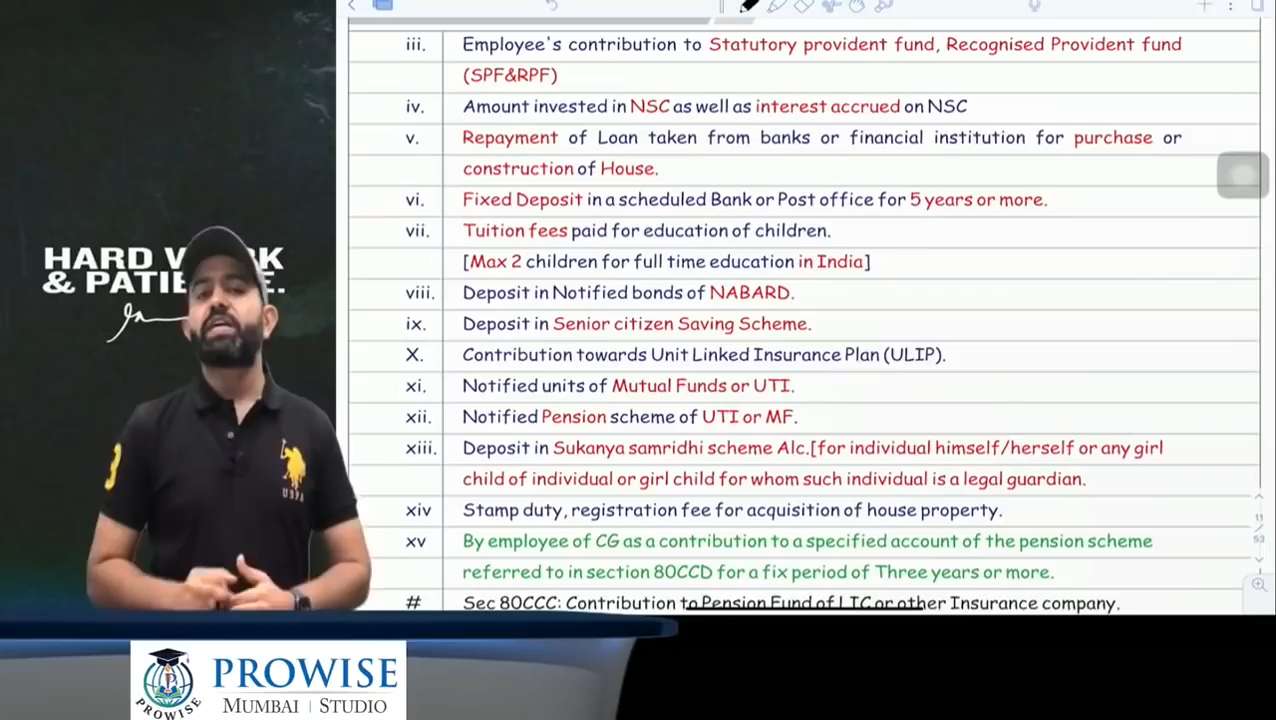 iii. Employee's contribution to Statutory provident fund, Recognised Provident fund
(SPF&RPF)
iv. Amount invested in NSC as well as interest accrued on NSC
v. Repayment of Loan taken from banks or financial institution for purchase or
construction of House.
vi. Fixed Deposit in a scheduled Bank or Post office for 5 years or more.
vii. Tuition fees paid for education of children.
[Max 2 children for full time education in India]
viii. Deposit in Notified bonds of NABARD.
ix. Deposit in Senior citizen Saving Scheme.
X. Contribution towards Unit Linked Insurance Plan (ULIP).
xi. Notified units of Mutual Funds or UTI.
xii. Notified Pension scheme of UTI or MF.
xiii. Deposit in Sukanya samridhi scheme Alc.[for individual himself/herself or any girl
child of individual or girl child for whom such individual is a legal guardian.
xiv Stamp duty, registration fee for acquisition of house property.
xv By employee of CG as a contribution to a specified account of the pension scheme
referred to in section 80CCD for a fix period of Three years or more.
# Sec 80CCC: Contribution to Pension Fund of LIC or other Insurance company.
11
/
53
HARD
& PATIE E.
3
USPA
PROWISE
PROWISE
MUMBAI | STUDIO